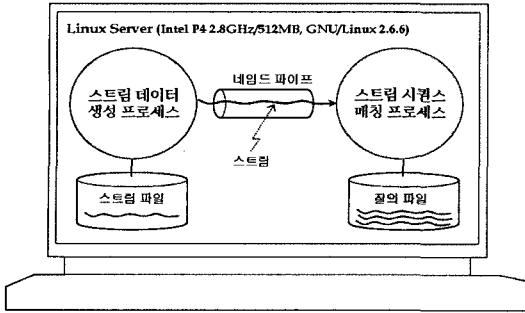 Linux Server (Intel P4 2.8GHz/512MB, GNU/Linux 2.6.6)
스트림 데이터
생성 프로세스
네임드 파이프
스트림
스트림 시퀀스
매칭 프로세스
스트림 파일
질의 파일